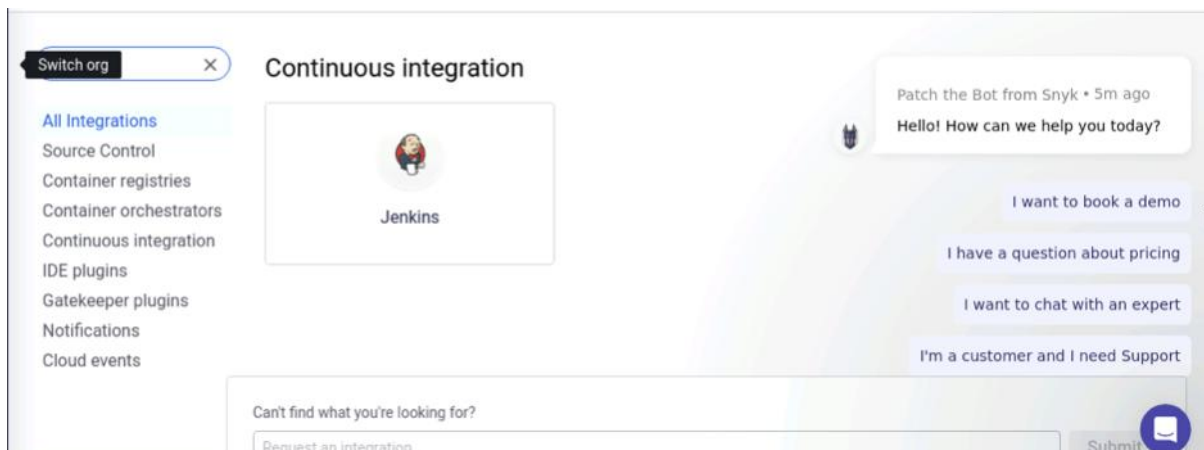 Switch org
Continuous integration
All Integrations
Source Control
Container registries
Container orchestrators
Continuous integration
IDE plugins
Gatekeeper plugins
Notifications
Cloud events
Jenkins
Patch the Bot from Snyk • 5m ago
Hello! How can we help you today?
I want to book a demo
I have a question about pricing
I want to chat with an expert
I'm a customer and I need Support
Can't find what you're looking for?
Request an integration
Submit